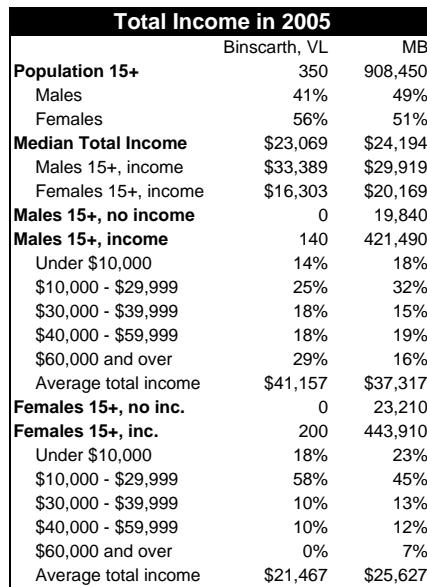 Total Income in 2005
Binscarth, VL MB
Population 15+ 350 908,450
Males 41% 49%
Females 56% 51%
Median Total Income $23,069 $24,194
Males 15+, income $33,389 $29,919
Females 15+, income $16,303 $20,169
Males 15+, no income 0 19,840
Males 15+, income 140 421,490
Under $10,000 14% 18%
$10,000 - $29,999 25% 32%
$30,000 - $39,999 18% 15%
$40,000 - $59,999 18% 19%
$60,000 and over 29% 16%
Average total income $41,157 $37,317
Females 15+, no inc. 0 23,210
Females 15+, inc. 200 443,910
Under $10,000 18% 23%
$10,000 - $29,999 58% 45%
$30,000 - $39,999 10% 13%
$40,000 - $59,999 10% 12%
$60,000 and over 0% 7%
Average total income $21,467 $25,627